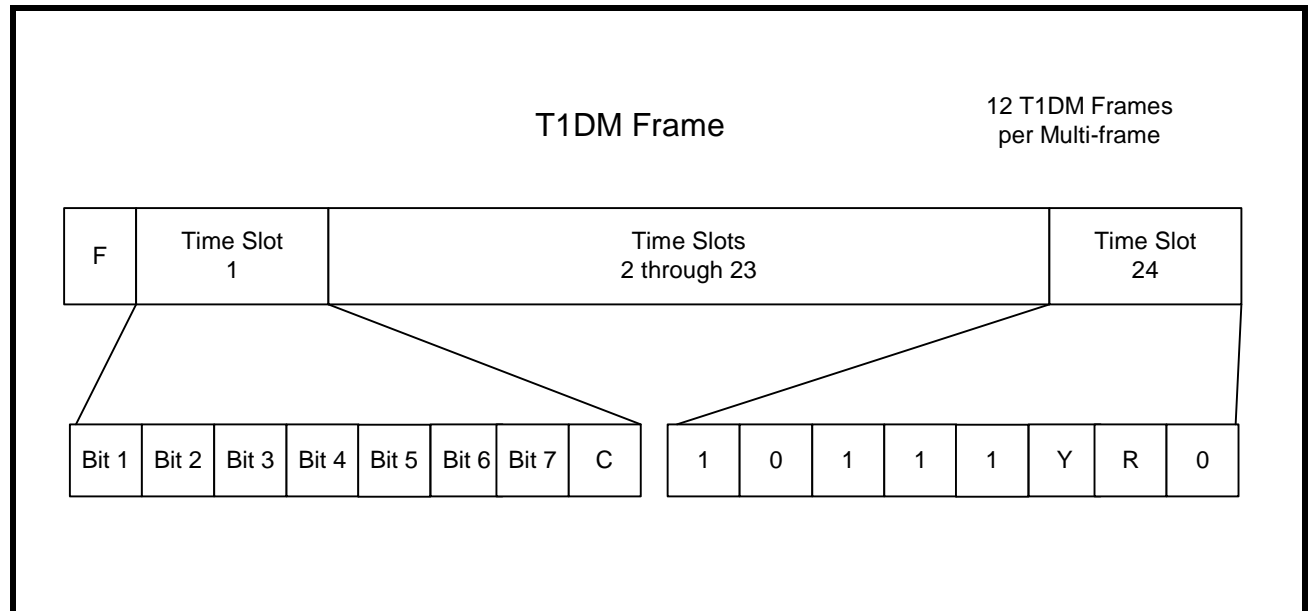 T1DM Frame
12 T1DM Frames
per Multi-frame
F
Time Slot
1
Time Slots
2 through 23
Time Slot
24
Bit 1 Bit 2 Bit 3 Bit 4 Bit 5 Bit 6 Bit 7 C
1 0 1 1 1 Y R 0